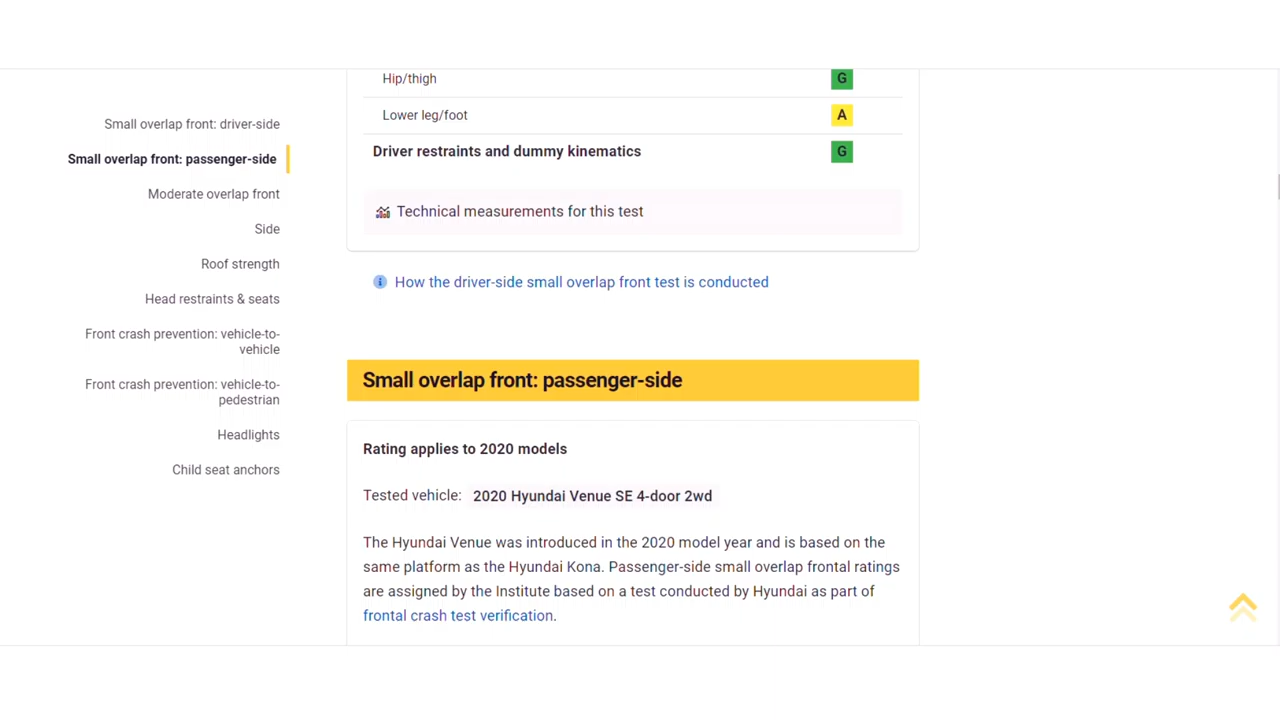 Small overlap front: driver-side
Small overlap front: passenger-side
Moderate overlap front
Side
Roof strength
Head restraints & seats
Front crash prevention: vehicle-to-
vehicle
Front crash prevention: vehicle-to-
pedestrian
Headlights
Child seat anchors
Hip/thigh G
Lower leg/foot A
Driver restraints and dummy kinematics G
Technical measurements for this test
How the driver-side small overlap front test is conducted
Small overlap front: passenger-side
Rating applies to 2020 models
Tested vehicle: 2020 Hyundai Venue SE 4-door 2wd
The Hyundai Venue was introduced in the 2020 model year and is based on the
same platform as the Hyundai Kona. Passenger-side small overlap frontal ratings
are assigned by the Institute based on a test conducted by Hyundai as part of
frontal crash test verification.